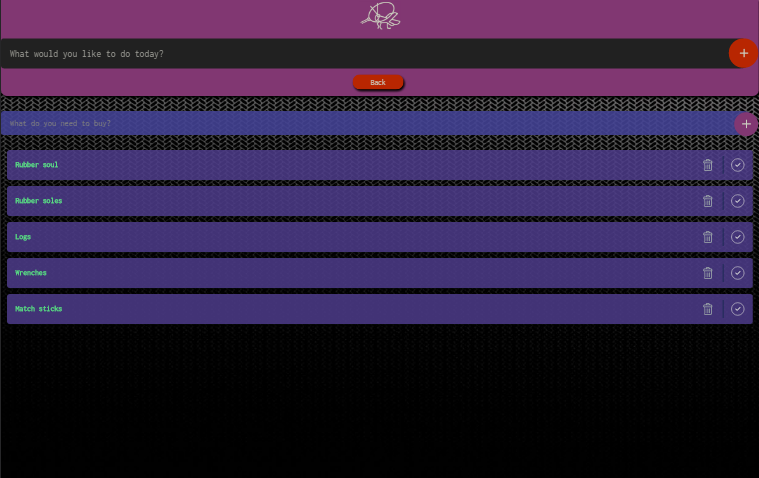 What would you like to do today?
Back
What do you need to buy?
Rubber soul
Rubber soles
Logs
Wrenches
Match sticks